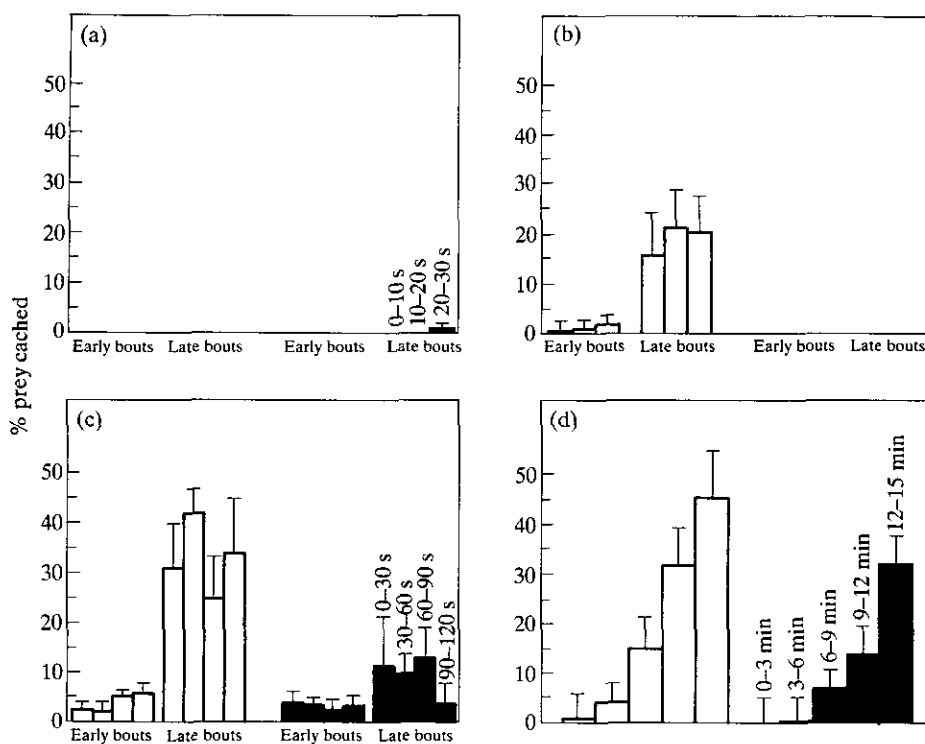 % prey cached
(a)
50
40
30
20
10
0
0–10 s
10–20 s
20–30 s
Early bouts Late bouts Early bouts Late bouts
(b)
50
40
30
20
10
0
Early bouts Late bouts Early bouts Late bouts
(c)
50
40
30
20
10
0
0–30 s
30–60 s
60–90 s
90–120 s
Early bouts Late bouts Early bouts Late bouts
(d)
50
40
30
20
10
0
0–3 min
3–6 min
6–9 min
9–12 min
12–15 min